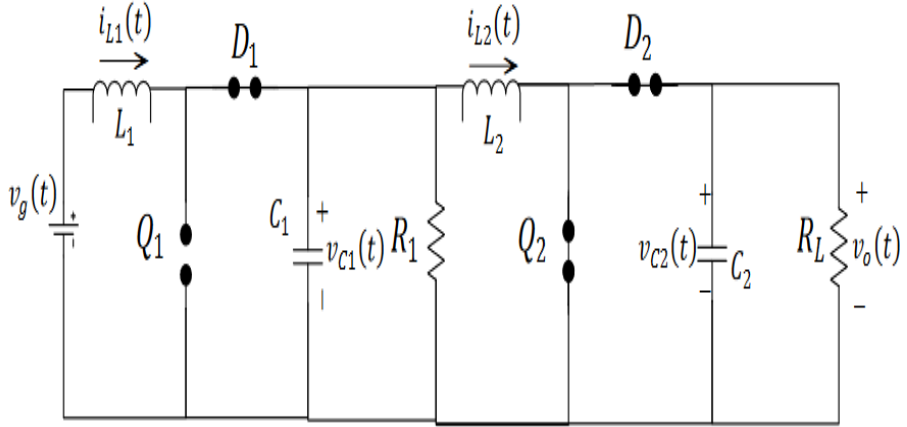 i_{L1}(t)
D_1
i_{L2}(t)
D_2
L_1
L_2
v_g(t)
+
-
Q_1
C_1
+
v_{C1}(t)
−
R_1
Q_2
+
v_{C2}(t)
−
C_2
R_L
+
v_o(t)
−